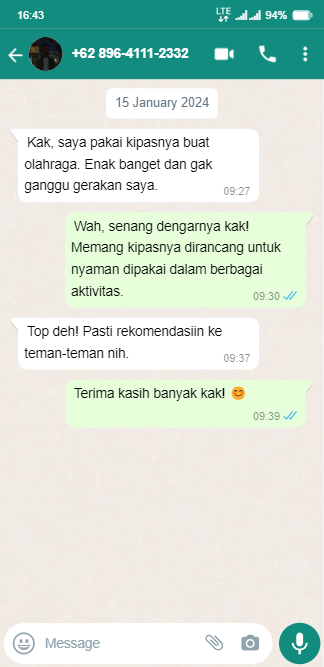 16:43
LTE
94%
+62 896-4111-2332
15 January 2024
Kak, saya pakai kipasnya buat
olahraga. Enak banget dan gak
ganggu gerakan saya.
09:27
Wah, senang dengarnya kak!
Memang kipasnya dirancang untuk
nyaman dipakai dalam berbagai
aktivitas.
09:30
Top deh! Pasti rekomendasiin ke
teman-teman nih.
09:37
Terima kasih banyak kak! 😊
09:39
Message